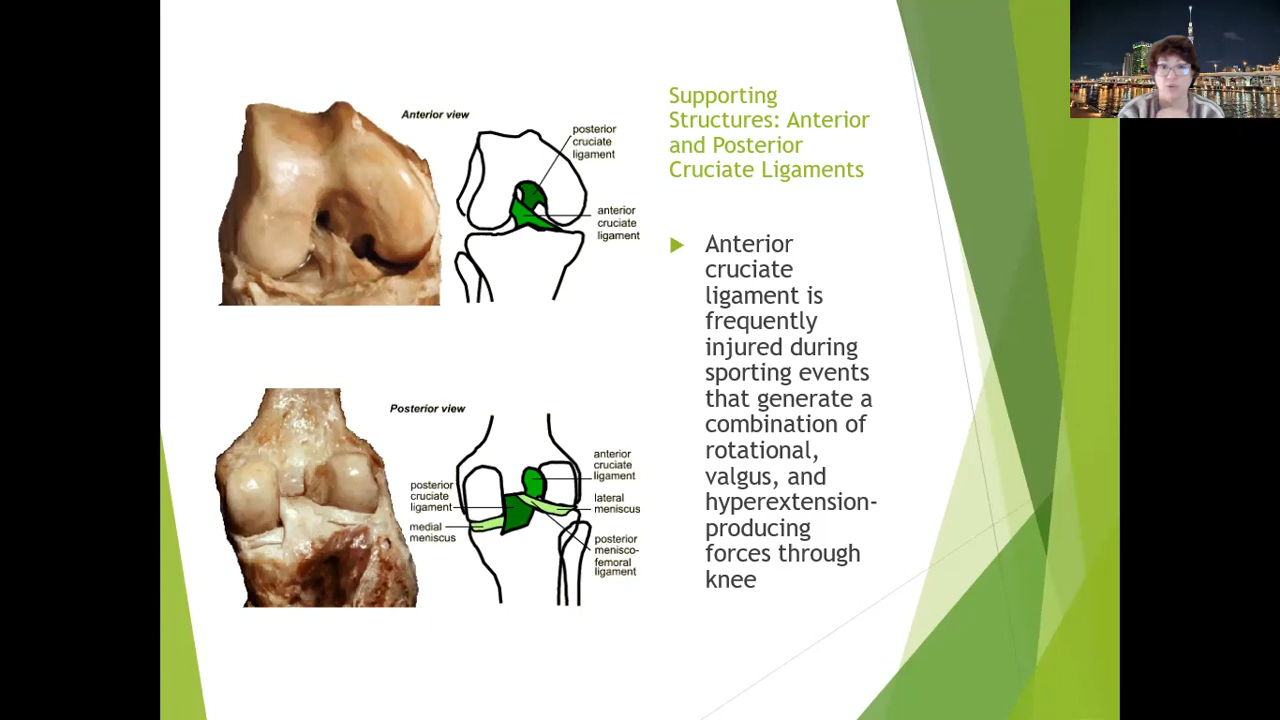 Anterior view
posterior
cruciate
ligament
anterior
cruciate
ligament
Posterior view
anterior
cruciate
ligament
posterior
cruciate
ligament
lateral
meniscus
medial
meniscus
posterior
menisco-
femoral
ligament
Supporting
Structures: Anterior
and Posterior
Cruciate Ligaments
Anterior
cruciate
ligament is
frequently
injured during
sporting events
that generate a
combination of
rotational,
valgus, and
hyperextension-
producing
forces through
knee